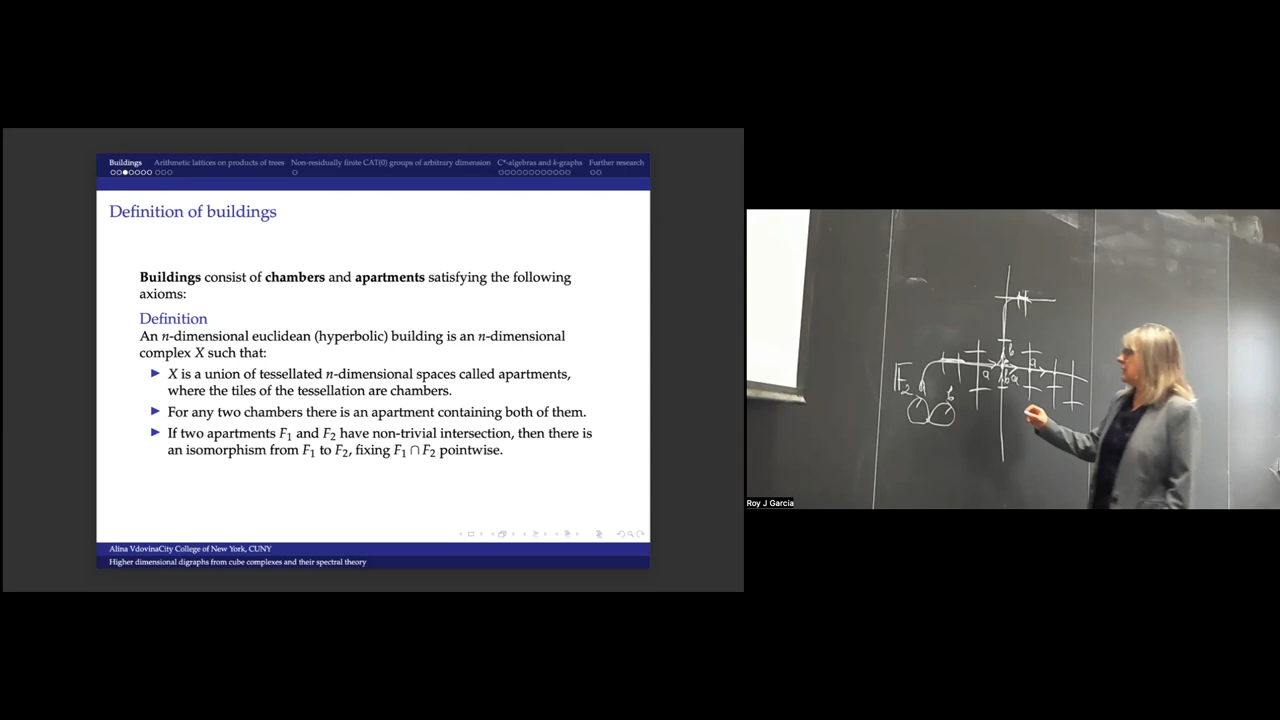 Buildings Arithmetic lattices on products of trees Non-residually finite CAT(0) groups of arbitrary dimension C*-algebras and k-graphs Further research
Definition of buildings
Buildings consist of chambers and apartments satisfying the following
axioms:
Definition
An n-dimensional euclidean (hyperbolic) building is an n-dimensional
complex X such that:
X is a union of tessellated n-dimensional spaces called apartments,
where the tiles of the tessellation are chambers.
For any two chambers there is an apartment containing both of them.
If two apartments F₁ and F₂ have non-trivial intersection, then there is
an isomorphism from F₁ to F₂, fixing F₁ ∩ F₂ pointwise.
Alina VdovinaCity College of New York, CUNY
Higher dimensional digraphs from cube complexes and their spectral theory
F₂
a
b
a
b
b
a
a
Roy J Garcia